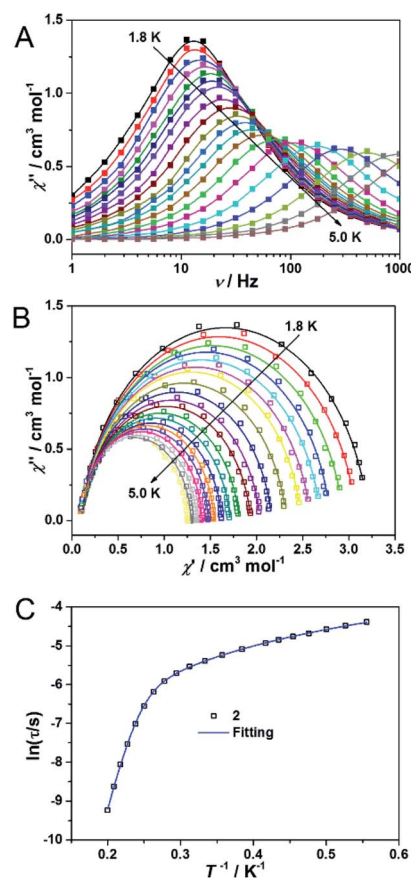 A
1.8 K
5.0 K
χ'' / cm³ mol⁻¹
1.5
1.0
0.5
0.0
1
10
100
1000
ν / Hz
B
1.8 K
5.0 K
χ'' / cm³ mol⁻¹
1.5
1.0
0.5
0.0
0.0
0.5
1.0
1.5
2.0
2.5
3.0
3.5
χ' / cm³ mol⁻¹
C
ln(τ/s)
-4
-5
-6
-7
-8
-9
-10
2
Fitting
0.2
0.3
0.4
0.5
0.6
T ⁻¹ / K⁻¹